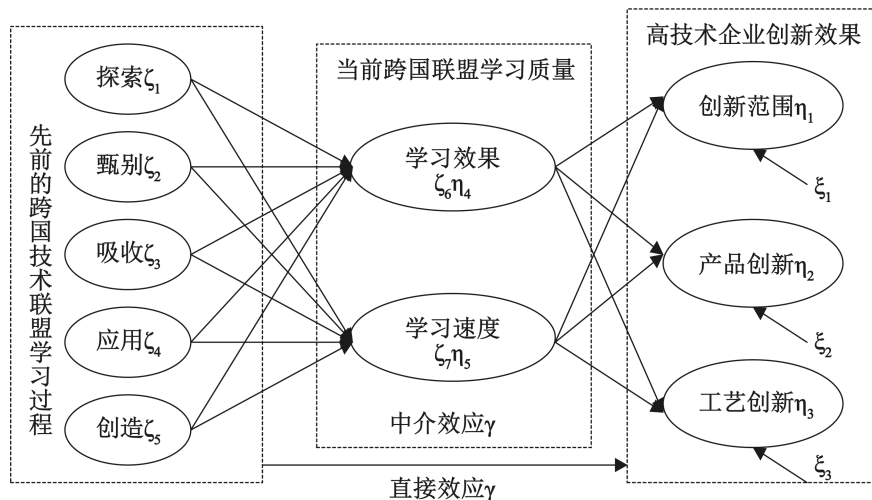 先前的跨国技术联盟学习过程
探索ζ₁
甄别ζ₂
吸收ζ₃
应用ζ₄
创造ζ₅
当前跨国联盟学习质量
学习效果
ζ₆η₄
学习速度
ζ₇η₅
中介效应γ
直接效应γ
高技术企业创新效果
创新范围η₁
ξ₁
产品创新η₂
ξ₂
工艺创新η₃
ξ₃